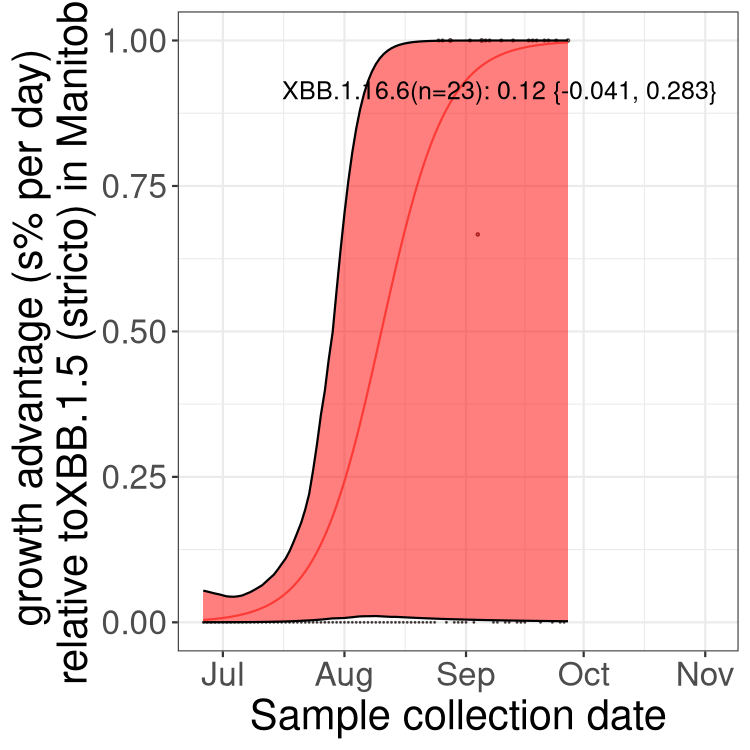 growth advantage (s% per day)
relative toXBB.1.5 (stricto) in Manitob
1.00
0.75
0.50
0.25
0.00
XBB.1.16.6(n=23): 0.12 {-0.041, 0.283}
Jul Aug Sep Oct Nov
Sample collection date